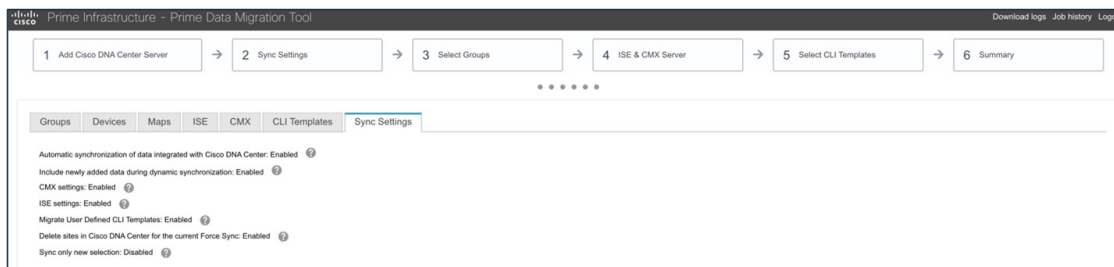 cisco Prime Infrastructure - Prime Data Migration Tool Download logs Job history Logo
1 Add Cisco DNA Center Server 2 Sync Settings 3 Select Groups 4 ISE & CMX Server 5 Select CLI Templates 6 Summary
Groups Devices Maps ISE CMX CLI Templates Sync Settings
Automatic synchronization of data integrated with Cisco DNA Center: Enabled ?
Include newly added data during dynamic synchronization: Enabled ?
CMX settings: Enabled ?
ISE settings: Enabled ?
Migrate User Defined CLI Templates: Enabled ?
Delete sites in Cisco DNA Center for the current Force Sync: Enabled ?
Sync only new selection: Disabled ?